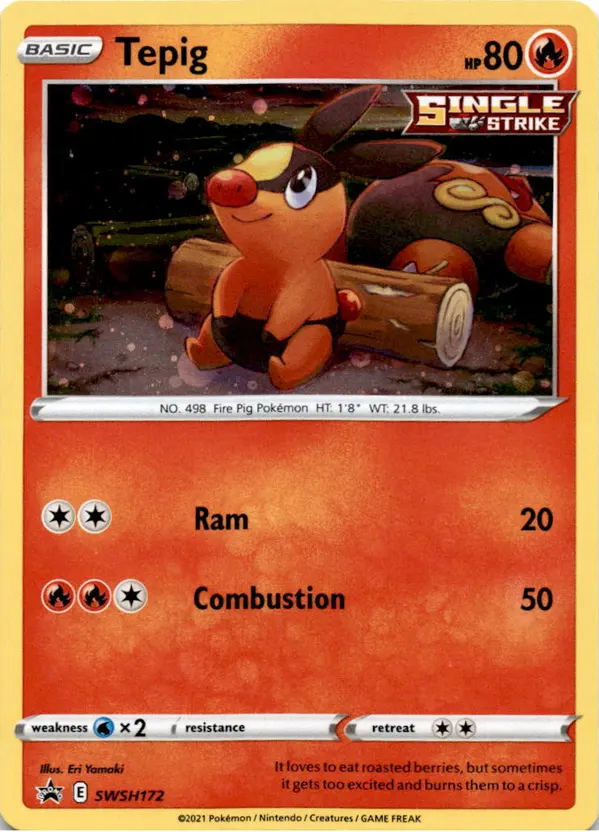 BASIC
Tepig
HP 80
SINGLE
STRIKE
NO. 498 Fire Pig Pokémon HT: 1'8" WT: 21.8 lbs.
Ram 20
Combustion 50
weakness ×2 resistance retreat
Illus. Eri Yamaki
It loves to eat roasted berries, but sometimes
it gets too excited and burns them to a crisp.
E SWSH172
©2021 Pokémon / Nintendo / Creatures / GAME FREAK